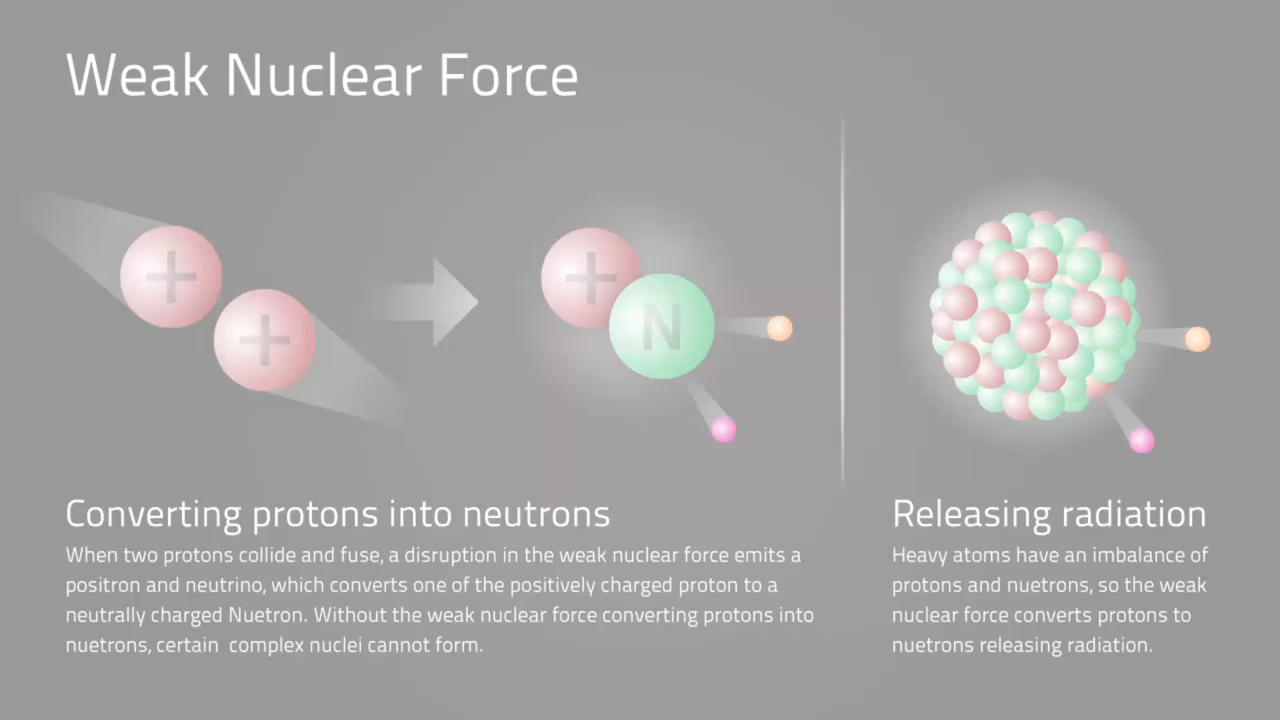 Weak Nuclear Force
+
+
+
N
Converting protons into neutrons
When two protons collide and fuse, a disruption in the weak nuclear force emits a
positron and neutrino, which converts one of the positively charged proton to a
neutrally charged Nuetron. Without the weak nuclear force converting protons into
nuetrons, certain  complex nuclei cannot form.
Releasing radiation
Heavy atoms have an imbalance of
protons and nuetrons, so the weak
nuclear force converts protons to
nuetrons releasing radiation.